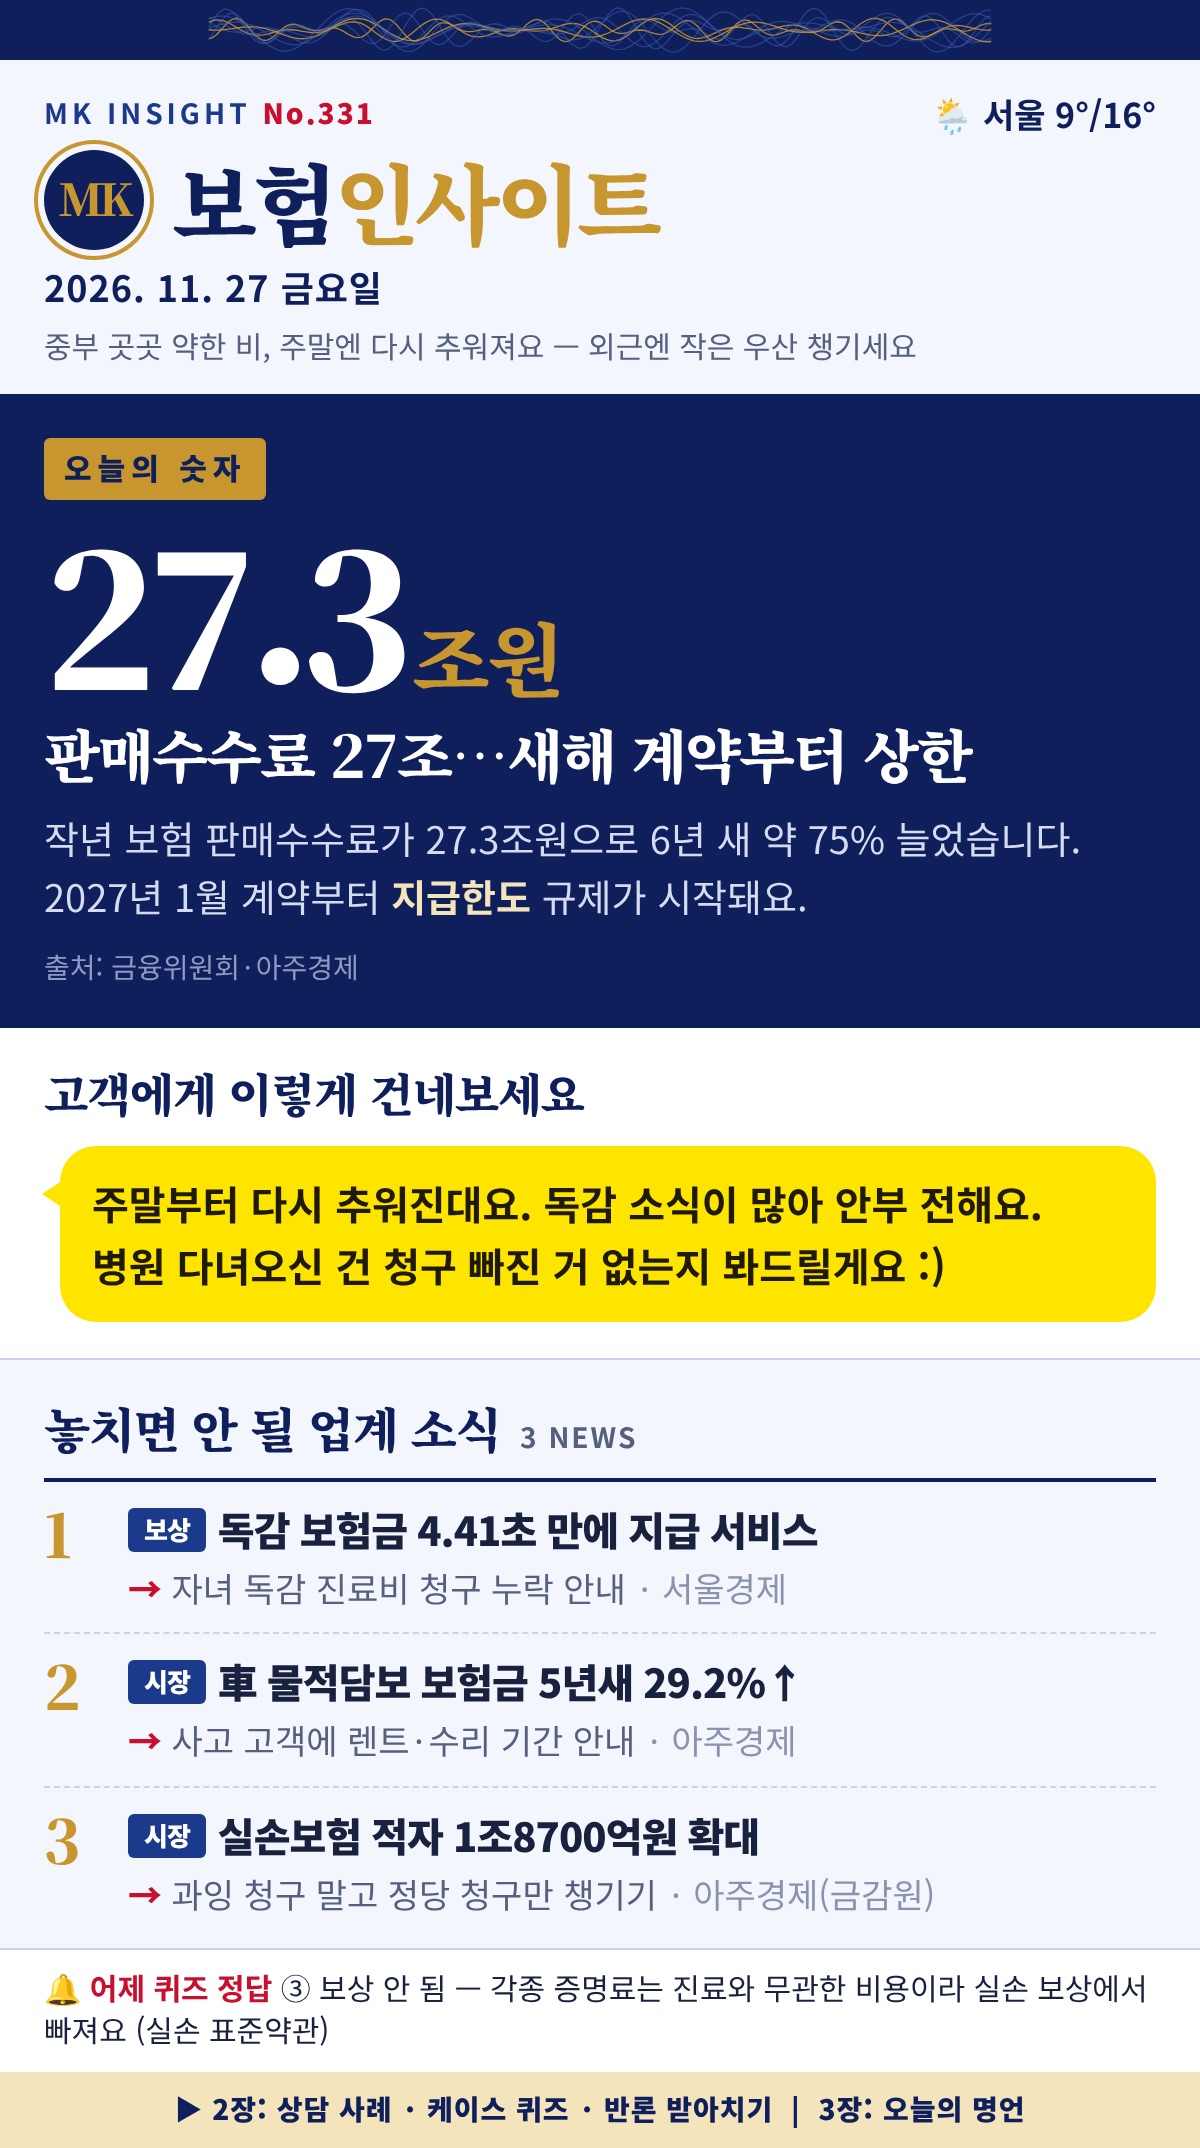 MK INSIGHT No.331
🌦️ 서울 9°/16°
MK 보험인사이트
2026. 11. 27 금요일
중부 곳곳 약한 비, 주말엔 다시 추워져요 — 외근엔 작은 우산 챙기세요
오늘의 숫자
27.3조원
판매수수료 27조…새해 계약부터 상한
작년 보험 판매수수료가 27.3조원으로 6년 새 약 75% 늘었습니다.
2027년 1월 계약부터 지급한도 규제가 시작돼요.
출처: 금융위원회·아주경제
고객에게 이렇게 건네보세요
주말부터 다시 추워진대요. 독감 소식이 많아 안부 전해요.
병원 다녀오신 건 청구 빠진 거 없는지 봐드릴게요 :)
놓치면 안 될 업계 소식 3 NEWS
1 보상 독감 보험금 4.41초 만에 지급 서비스
→ 자녀 독감 진료비 청구 누락 안내 · 서울경제
2 시장 車 물적담보 보험금 5년새 29.2%↑
→ 사고 고객에 렌트·수리 기간 안내 · 아주경제
3 시장 실손보험 적자 1조8700억원 확대
→ 과잉 청구 말고 정당 청구만 챙기기 · 아주경제(금감원)
🔔 어제 퀴즈 정답 ③ 보상 안 됨 — 각종 증명료는 진료와 무관한 비용이라 실손 보상에서
빠져요 (실손 표준약관)
▶ 2장: 상담 사례 · 케이스 퀴즈 · 반론 받아치기 | 3장: 오늘의 명언